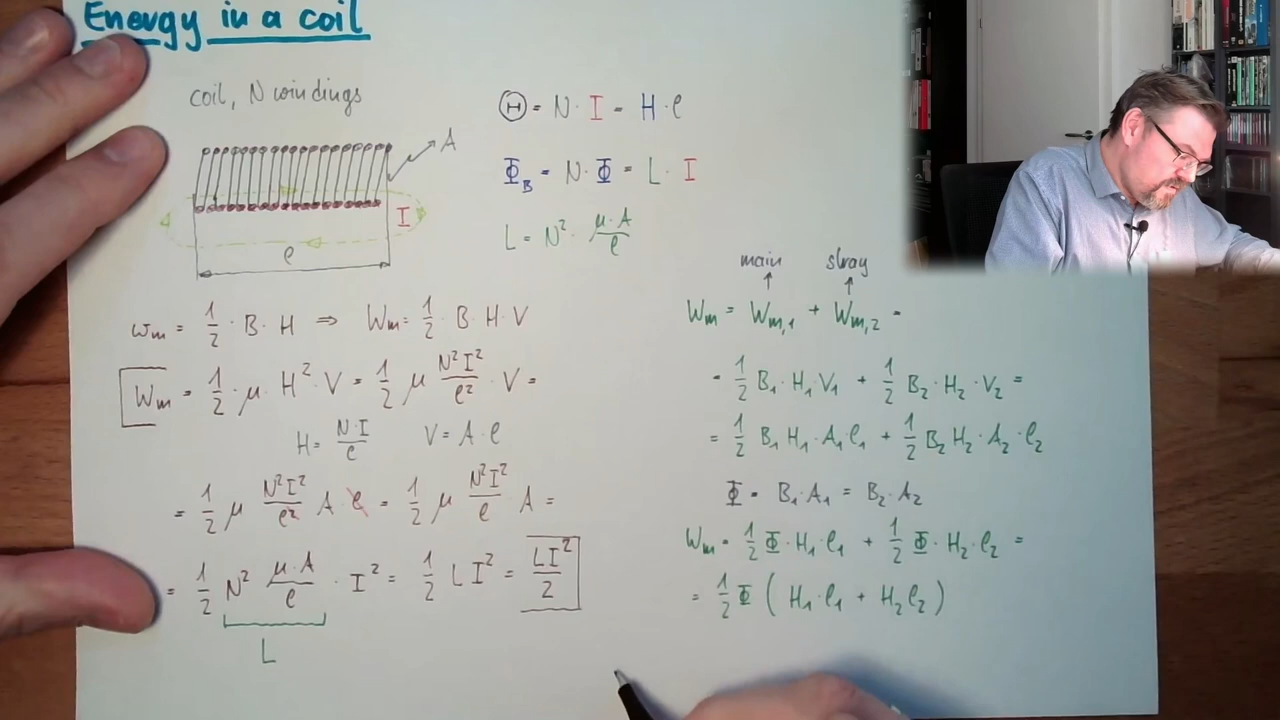 Energy in a coil
coil, N windings
A
I
ℓ
Θ = N · I = H · ℓ
Φ_B = N · Φ = L · I
L = N² · μ·A/ℓ
w_m = 1/2 · B · H ⇒ W_m = 1/2 · B · H · V
W_m = 1/2 · μ · H² · V = 1/2 μ N²I²/ℓ² · V =
H = N·I/ℓ V = A · ℓ
= 1/2 μ N²I²/ℓ² A ℓ = 1/2 μ N²I²/ℓ A =
= 1/2 N² μ·A/ℓ · I² = 1/2 L I² = LI²/2
L
main stray
W_m = W_m,1 + W_m,2 =
= 1/2 B₁ · H₁ · V₁ + 1/2 B₂ · H₂ · V₂ =
= 1/2 B₁ H₁ · A₁ ℓ₁ + 1/2 B₂ H₂ · A₂ · ℓ₂
Φ = B₁ · A₁ = B₂ · A₂
W_m = 1/2 Φ · H₁ · ℓ₁ + 1/2 Φ · H₂ · ℓ₂ =
= 1/2 Φ ( H₁ · ℓ₁ + H₂ ℓ₂ )